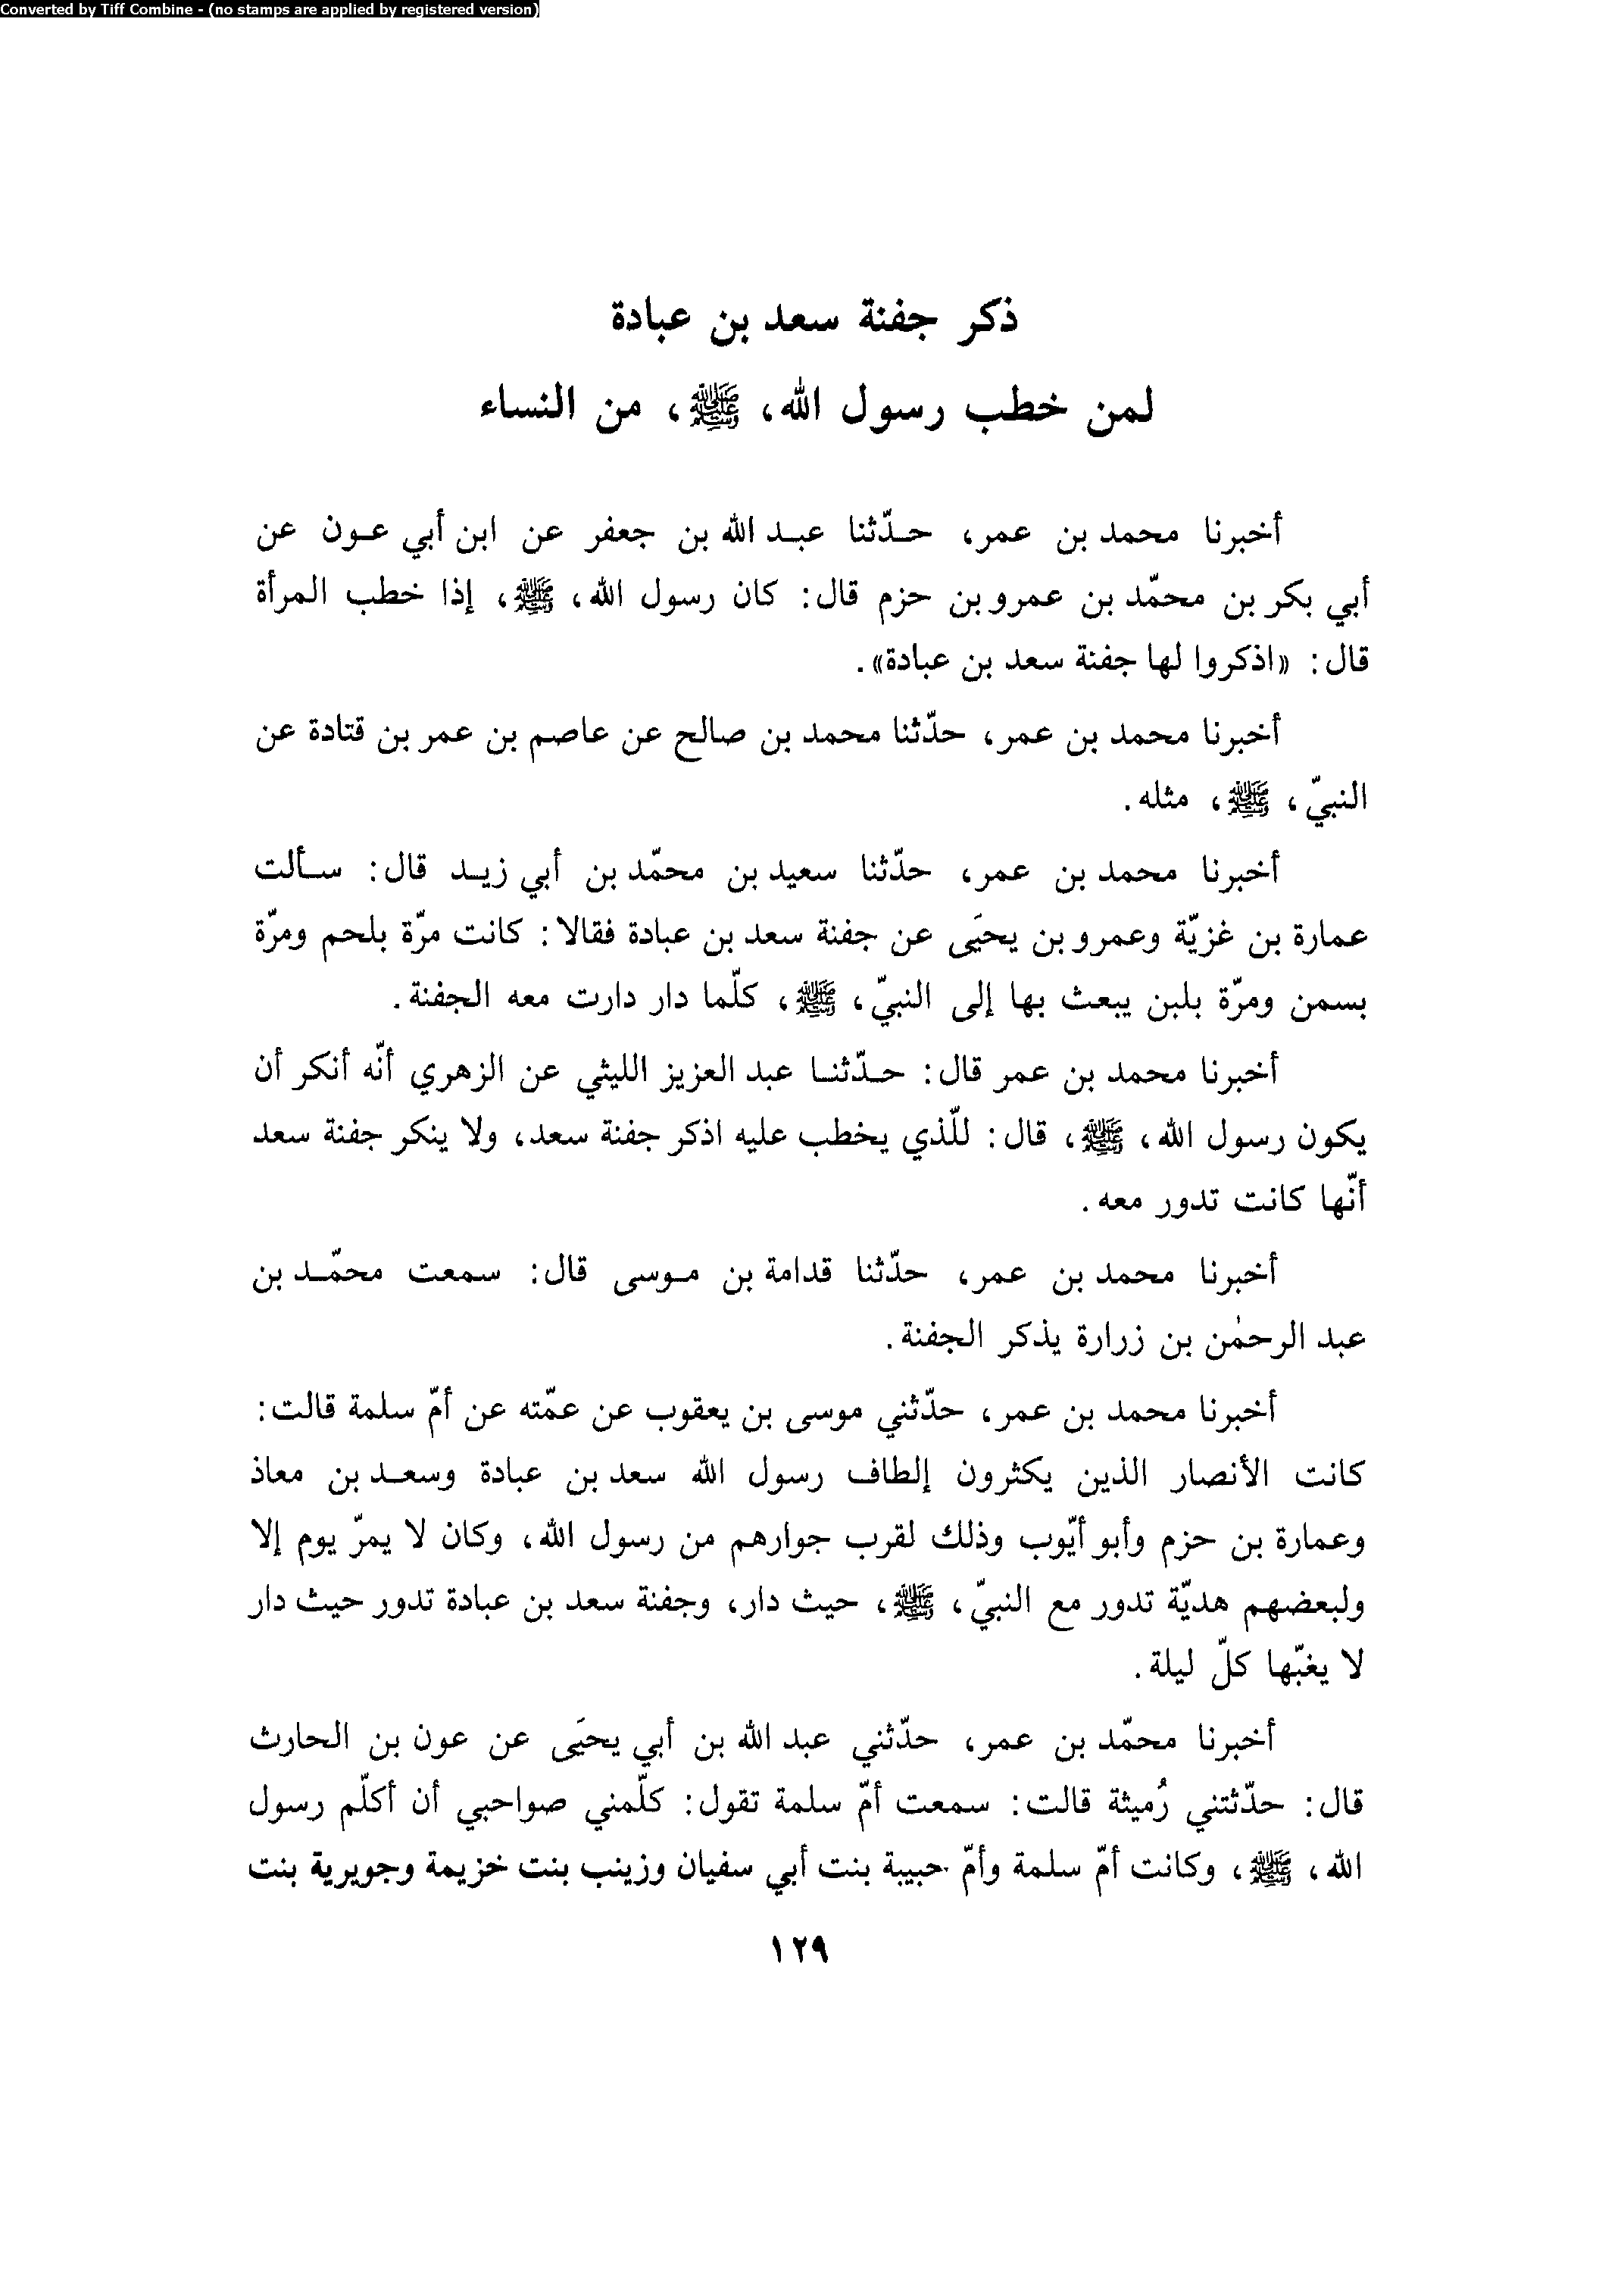 Converted by Tiff Combine - (no stamps are applied by registered version)
ذكر جفنة سعد بن عبادة
لمن خطب رسول الله، ﷺ، من النساء
أخبرنا محمد بن عمر، حدّثنا عبد الله بن جعفر عن ابن أبي عون عن
أبي بكر بن محمّد بن عمرو بن حزم قال: كان رسول الله، ﷺ، إذا خطب المرأة
قال: «اذكروا لها جفنة سعد بن عبادة».
أخبرنا محمد بن عمر، حدّثنا محمد بن صالح عن عاصم بن عمر بن قتادة عن
النبيّ، ﷺ، مثله.
أخبرنا محمد بن عمر، حدّثنا سعيد بن محمّد بن أبي زيد قال: سألت
عمارة بن غزيّة وعمرو بن يحيَى عن جفنة سعد بن عبادة فقالا: كانت مرّة بلحم ومرّة
بسمن ومرّة بلبن يبعث بها إلى النبيّ، ﷺ، كلّما دار دارت معه الجفنة.
أخبرنا محمد بن عمر قال: حدّثنا عبد العزيز الليثي عن الزهري أنّه أنكر أن
يكون رسول الله، ﷺ، قال: للّذي يخطب عليه اذكر جفنة سعد، ولا ينكر جفنة سعد
أنّها كانت تدور معه.
أخبرنا محمد بن عمر، حدّثنا قدامة بن موسى قال: سمعت محمّد بن
عبد الرحمٰن بن زرارة يذكر الجفنة.
أخبرنا محمد بن عمر، حدّثني موسى بن يعقوب عن عمّته عن أمّ سلمة قالت:
كانت الأنصار الذين يكثرون إلطاف رسول الله سعد بن عبادة وسعد بن معاذ
وعمارة بن حزم وأبو أيّوب وذلك لقرب جوارهم من رسول الله، وكان لا يمرّ يوم إلا
ولبعضهم هديّة تدور مع النبيّ، ﷺ، حيث دار، وجفنة سعد بن عبادة تدور حيث دار
لا يغبّها كلّ ليلة.
أخبرنا محمّد بن عمر، حدّثني عبد الله بن أبي يحيَى عن عون بن الحارث
قال: حدّثتني رُميثة قالت: سمعت أمّ سلمة تقول: كلّمني صواحبي أن أكلّم رسول
الله، ﷺ، وكانت أمّ سلمة وأمّ حبيبة بنت أبي سفيان وزينب بنت خزيمة وجويرية بنت
١٢٩